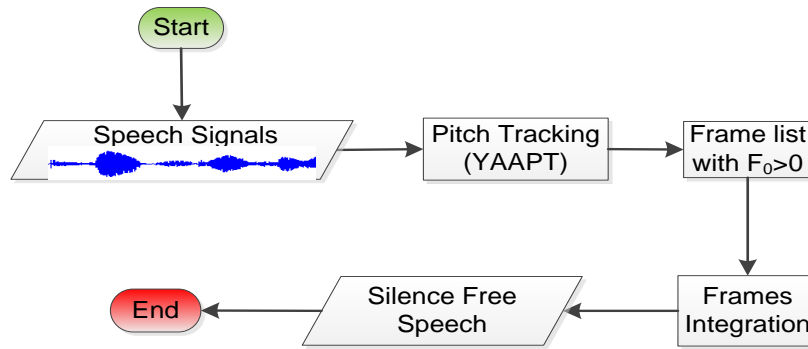 Start
Speech Signals
Pitch Tracking
(YAAPT)
Frame list
with F₀>0
Frames
Integration
Silence Free
Speech
End